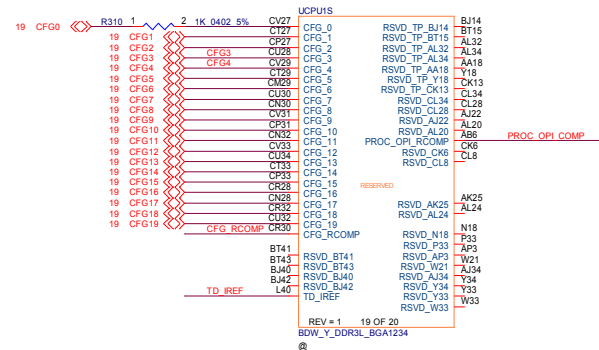 UCPU1S
19 CFG0 R310 1 2 1K_0402_5% CV27 CFG_0 RSVD_TP_BJ14 BJ14
19 CFG1 CT27 CFG_1 RSVD_TP_BT15 BT15
19 CFG2 CP27 CFG_2 RSVD_TP_AL32 AL32
19 CFG3 CFG3 CU28 CFG_3 RSVD_TP_AL34 AL34
19 CFG4 CFG4 CV29 CFG_4 RSVD_TP_AA18 AA18
19 CFG5 CT29 CFG_5 RSVD_TP_Y18 Y18
19 CFG6 CM29 CFG_6 RSVD_TP_CK13 CK13
19 CFG7 CU30 CFG_7 RSVD_CL34 CL34
19 CFG8 CN30 CFG_8 RSVD_CL28 CL28
19 CFG9 CV31 CFG_9 RSVD_AJ22 AJ22
19 CFG10 CP31 CFG_10 RSVD_AL20 AL20
19 CFG11 CN32 CFG_11 PROC_OPI_RCOMP AB6 PROC_OPI_COMP
19 CFG12 CV33 CFG_12 RSVD_CK6 CK6
19 CFG13 CU34 CFG_13 RSVD_CL8 CL8
19 CFG14 CT33 CFG_14
19 CFG15 CP33 CFG_15 RESERVED
19 CFG16 CR28 CFG_16
19 CFG17 CN28 CFG_17 RSVD_AK25 AK25
19 CFG18 CR32 CFG_18 RSVD_AL24 AL24
19 CFG19 CU32 CFG_19
CFG_RCOMP CR30 CFG_RCOMP RSVD_N18 N18
RSVD_P33 P33
BT41 RSVD_BT41 RSVD_AP3 AP3
BT43 RSVD_BT43 RSVD_W21 W21
BJ40 RSVD_BJ40 RSVD_AJ34 AJ34
BJ42 RSVD_BJ42 RSVD_Y34 Y34
TD_IREF L40 TD_IREF RSVD_Y33 Y33
RSVD_W33 W33
REV = 1 19 OF 20
BDW_Y_DDR3L_BGA1234
@